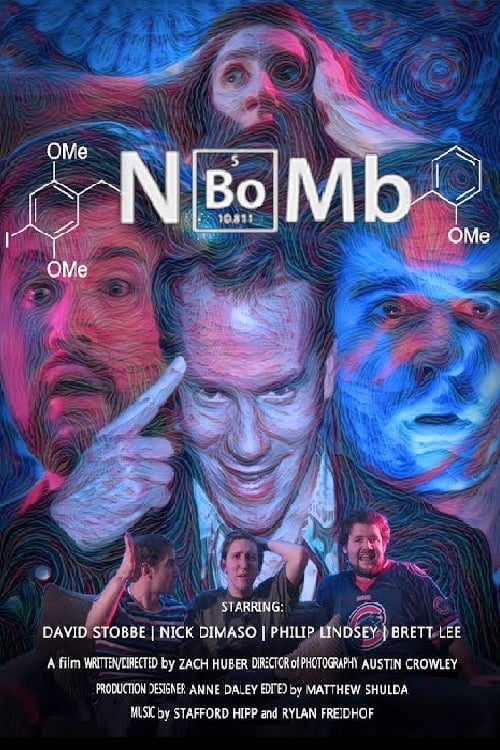 OMe
5
N Bo Mb
10.811
I
OMe
OMe
STARRING:
DAVID STOBBE | NICK DIMASO | PHILIP LINDSEY | BRETT LEE
A film WRITTEN/DIRECTED by ZACH HUBER DIRECTOR of PHOTOGRAPHY AUSTIN CROWLEY
PRODUCTION DESIGNER ANNE DALEY EDITED by MATTHEW SHULDA
MUSIC by STAFFORD HIPP and RYLAN FREIDHOF